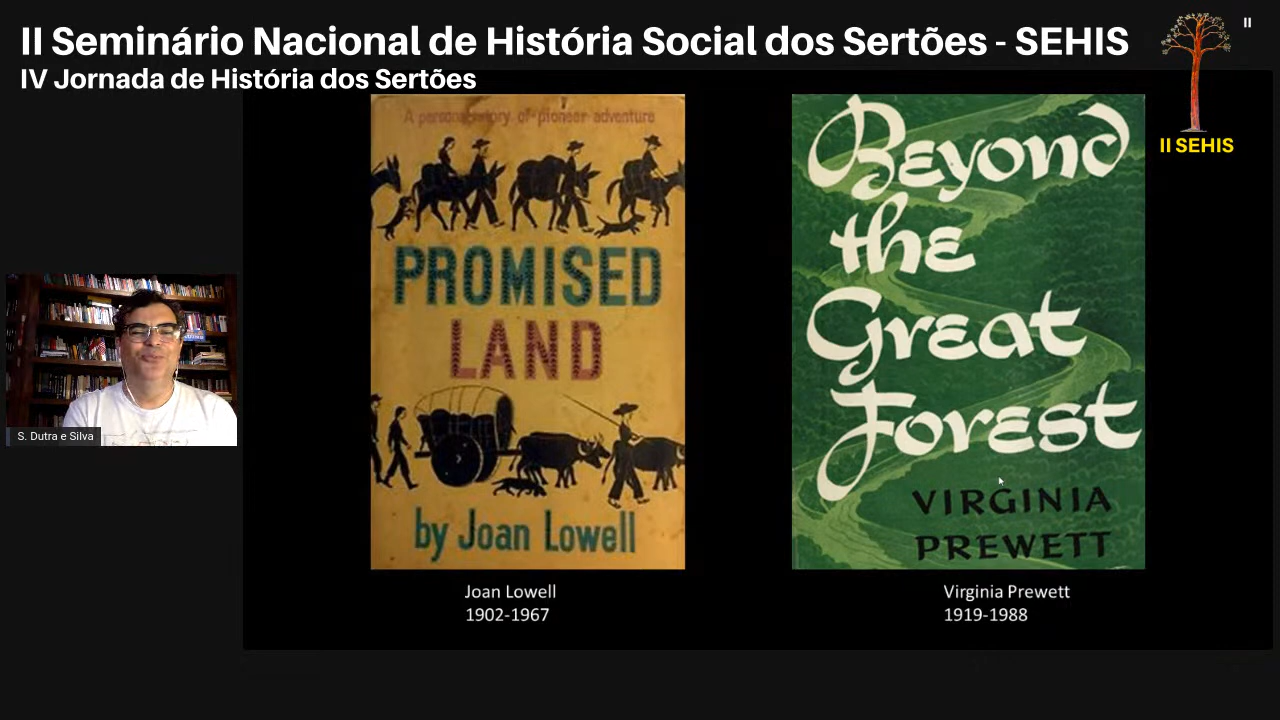 II Seminário Nacional de História Social dos Sertões - SEHIS
IV Jornada de História dos Sertões
II
II SEHIS
A personal story of pioneer adventure
PROMISED
LAND
by Joan Lowell
Beyond
the
Great
Forest
VIRGINIA
PREWETT
S. Dutra e Silva
Joan Lowell
1902-1967
Virginia Prewett
1919-1988